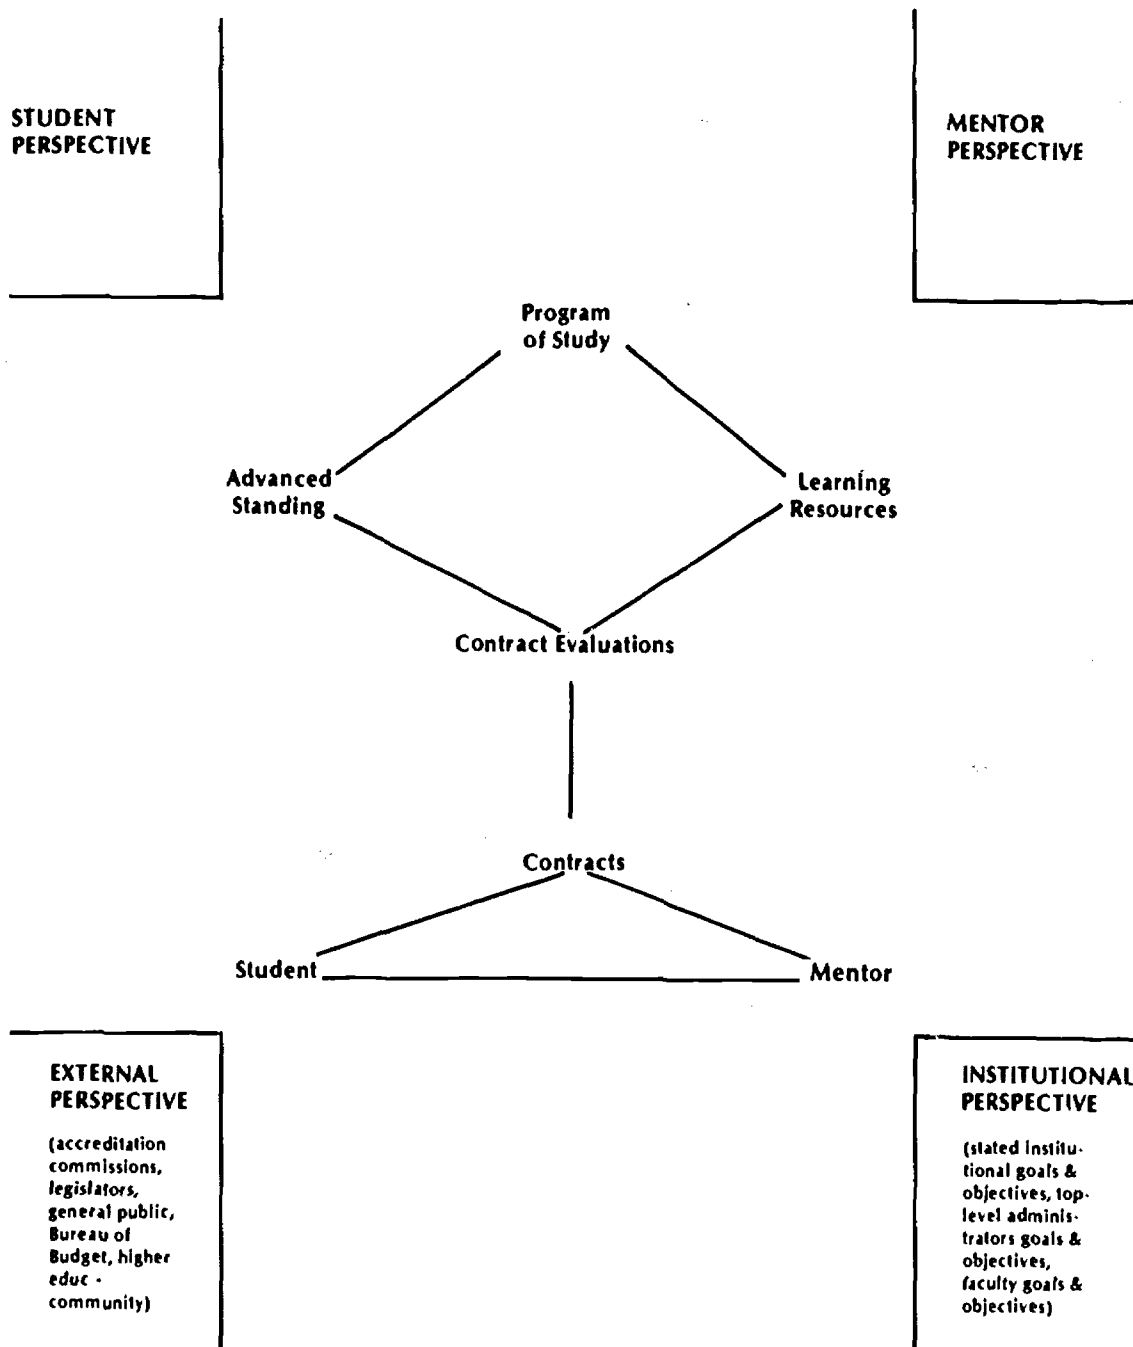 STUDENT
PERSPECTIVE
MENTOR
PERSPECTIVE
Program
of Study
Advanced
Standing
Learning
Resources
Contract Evaluations
Contracts
Student
Mentor
EXTERNAL
PERSPECTIVE
(accreditation
commissions,
legislators,
general public,
Bureau of
Budget, higher
educ -
community)
INSTITUTIONAL
PERSPECTIVE
(stated institu-
tional goals &
objectives, top-
level adminis-
trators goals &
objectives,
faculty goals &
objectives)